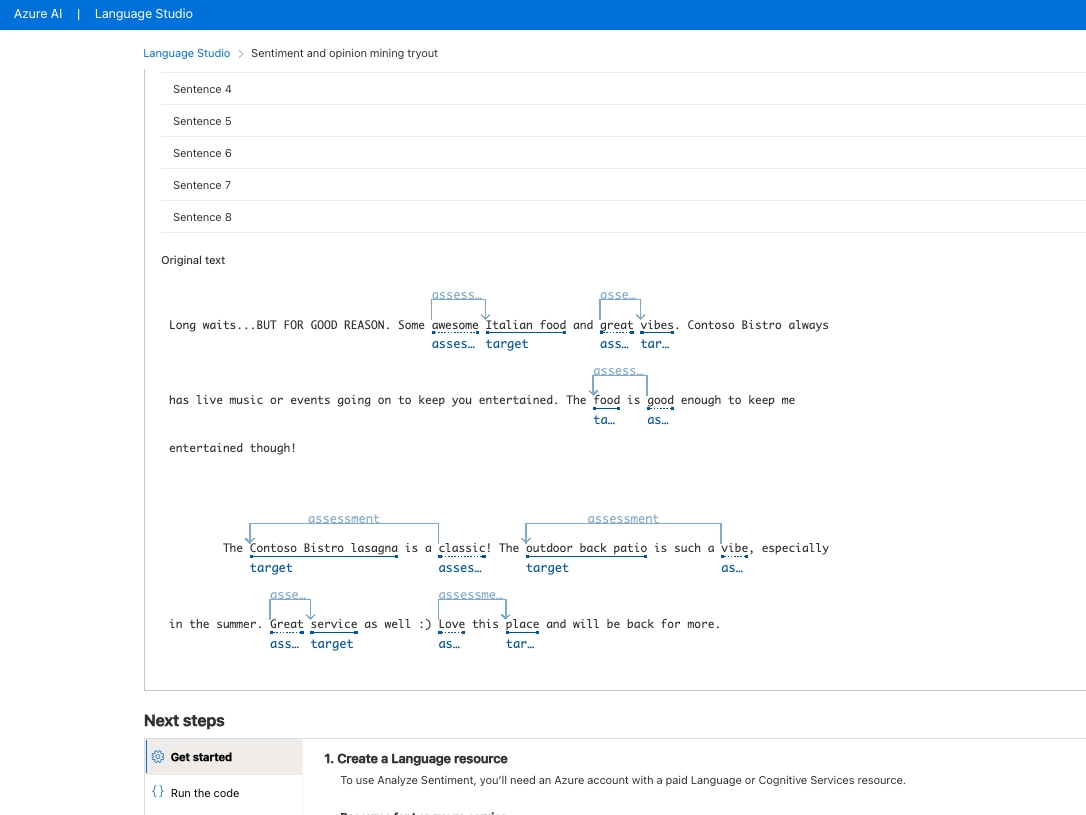 Azure AI | Language Studio
Language Studio > Sentiment and opinion mining tryout
Sentence 4
Sentence 5
Sentence 6
Sentence 7
Sentence 8
Original text
assess… asse…
Long waits...BUT FOR GOOD REASON. Some awesome Italian food and great vibes. Contoso Bistro always
asses… target ass… tar…
assess…
has live music or events going on to keep you entertained. The food is good enough to keep me
ta… as…
entertained though!
assessment assessment
The Contoso Bistro lasagna is a classic! The outdoor back patio is such a vibe, especially
target asses… target as…
asse… assessme…
in the summer. Great service as well :) Love this place and will be back for more.
ass… target as… tar…
Next steps
Get started
1. Create a Language resource
To use Analyze Sentiment, you’ll need an Azure account with a paid Language or Cognitive Services resource.
{} Run the code